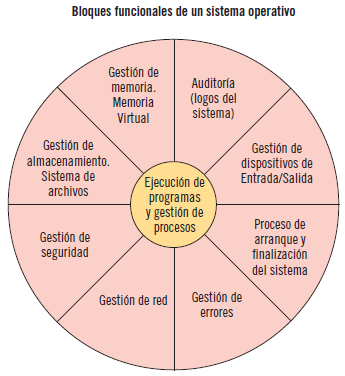 Bloques funcionales de un sistema operativo
Gestión de
memoria.
Memoria
Virtual
Auditoría
(logos del
sistema)
Gestión de
dispositivos de
Entrada/Salida
Proceso de
arranque y
finalización
del sistema
Gestión de
errores
Gestión de red
Gestión de
seguridad
Gestión de
almacenamiento.
Sistema de
archivos
Ejecución de
programas
y gestión de
procesos